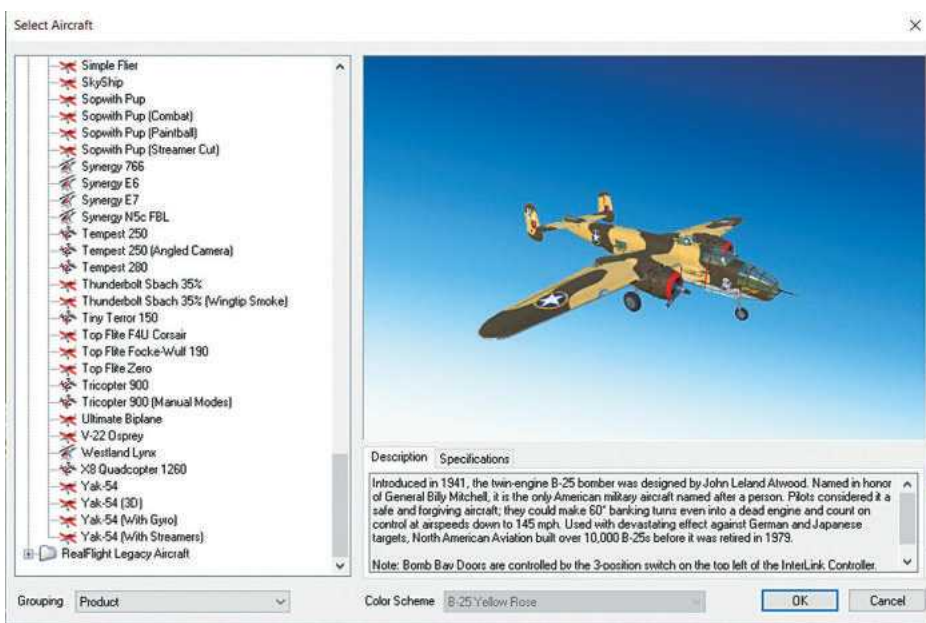 Select Aircraft
Simple Flier
SkyShip
Sopwith Pup
Sopwith Pup (Combat)
Sopwith Pup (Paintball)
Sopwith Pup (Streamer Cut)
Synergy 766
Synergy E6
Synergy E7
Synergy N5c FBL
Tempest 250
Tempest 250 (Angled Camera)
Tempest 280
Thunderbolt Sbach 35%
Thunderbolt Sbach 35% (Wingtip Smoke)
Tiny Terror 150
Top Flite F4U Corsair
Top Flite Focke-Wulf 190
Top Flite Zero
Tricopter 900
Tricopter 900 (Manual Modes)
Ultimate Biplane
V-22 Osprey
Westland Lynx
X8 Quadcopter 1260
Yak-54
Yak-54 (3D)
Yak-54 (With Gyro)
Yak-54 (With Streamers)
RealFlight Legacy Aircraft
Description Specifications
Introduced in 1941, the twin-engine B-25 bomber was designed by John Leland Atwood. Named in honor
of General Billy Mitchell, it is the only American military aircraft named after a person. Pilots considered it a
safe and forgiving aircraft; they could make 60° banking turns even into a dead engine and count on
control at airspeeds down to 145 mph. Used with devastating effect against German and Japanese
targets, North American Aviation built over 10,000 B-25s before it was retired in 1979.
Note: Bomb Bay Doors are controlled by the 3-position switch on the top left of the InterLink Controller.
Grouping Product
Color Scheme B-25 Yellow Rose
OK Cancel